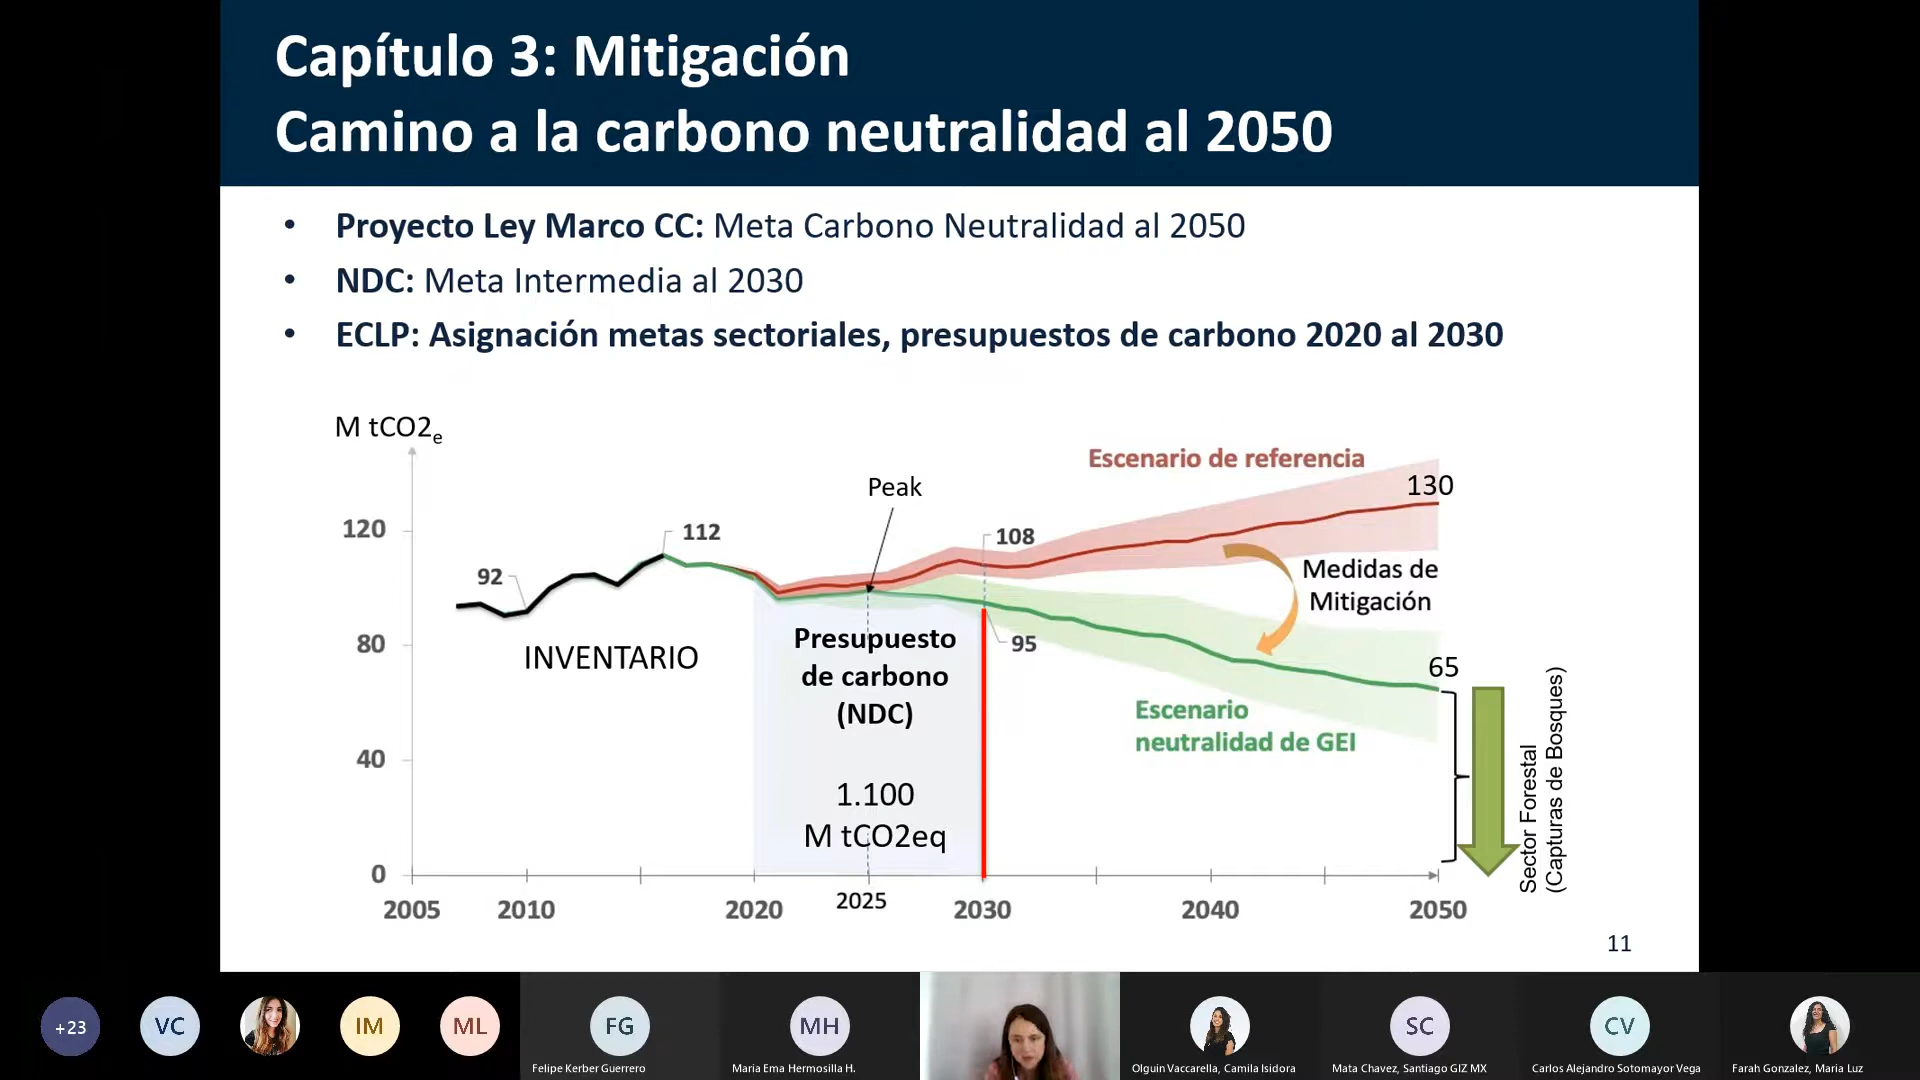 Capítulo 3: Mitigación
Camino a la carbono neutralidad al 2050
• Proyecto Ley Marco CC: Meta Carbono Neutralidad al 2050
• NDC: Meta Intermedia al 2030
• ECLP: Asignación metas sectoriales, presupuestos de carbono 2020 al 2030
M tCO2e
Escenario de referencia
130
Peak
120
112
108
92
Medidas de
Mitigación
80
INVENTARIO
Presupuesto
de carbono
(NDC)
95
65
Escenario
neutralidad de GEI
40
1.100
M tCO2eq
Sector Forestal
(Capturas de Bosques)
0
2005
2010
2020
2025
2030
2040
2050
11
+23
VC
IM
ML
FG
MH
SC
CV
Felipe Kerber Guerrero
Maria Ema Hermosilla H.
Olguin Vaccarella, Camila Isidora
Mata Chavez, Santiago GIZ MX
Carlos Alejandro Sotomayor Vega
Farah Gonzalez, Maria Luz